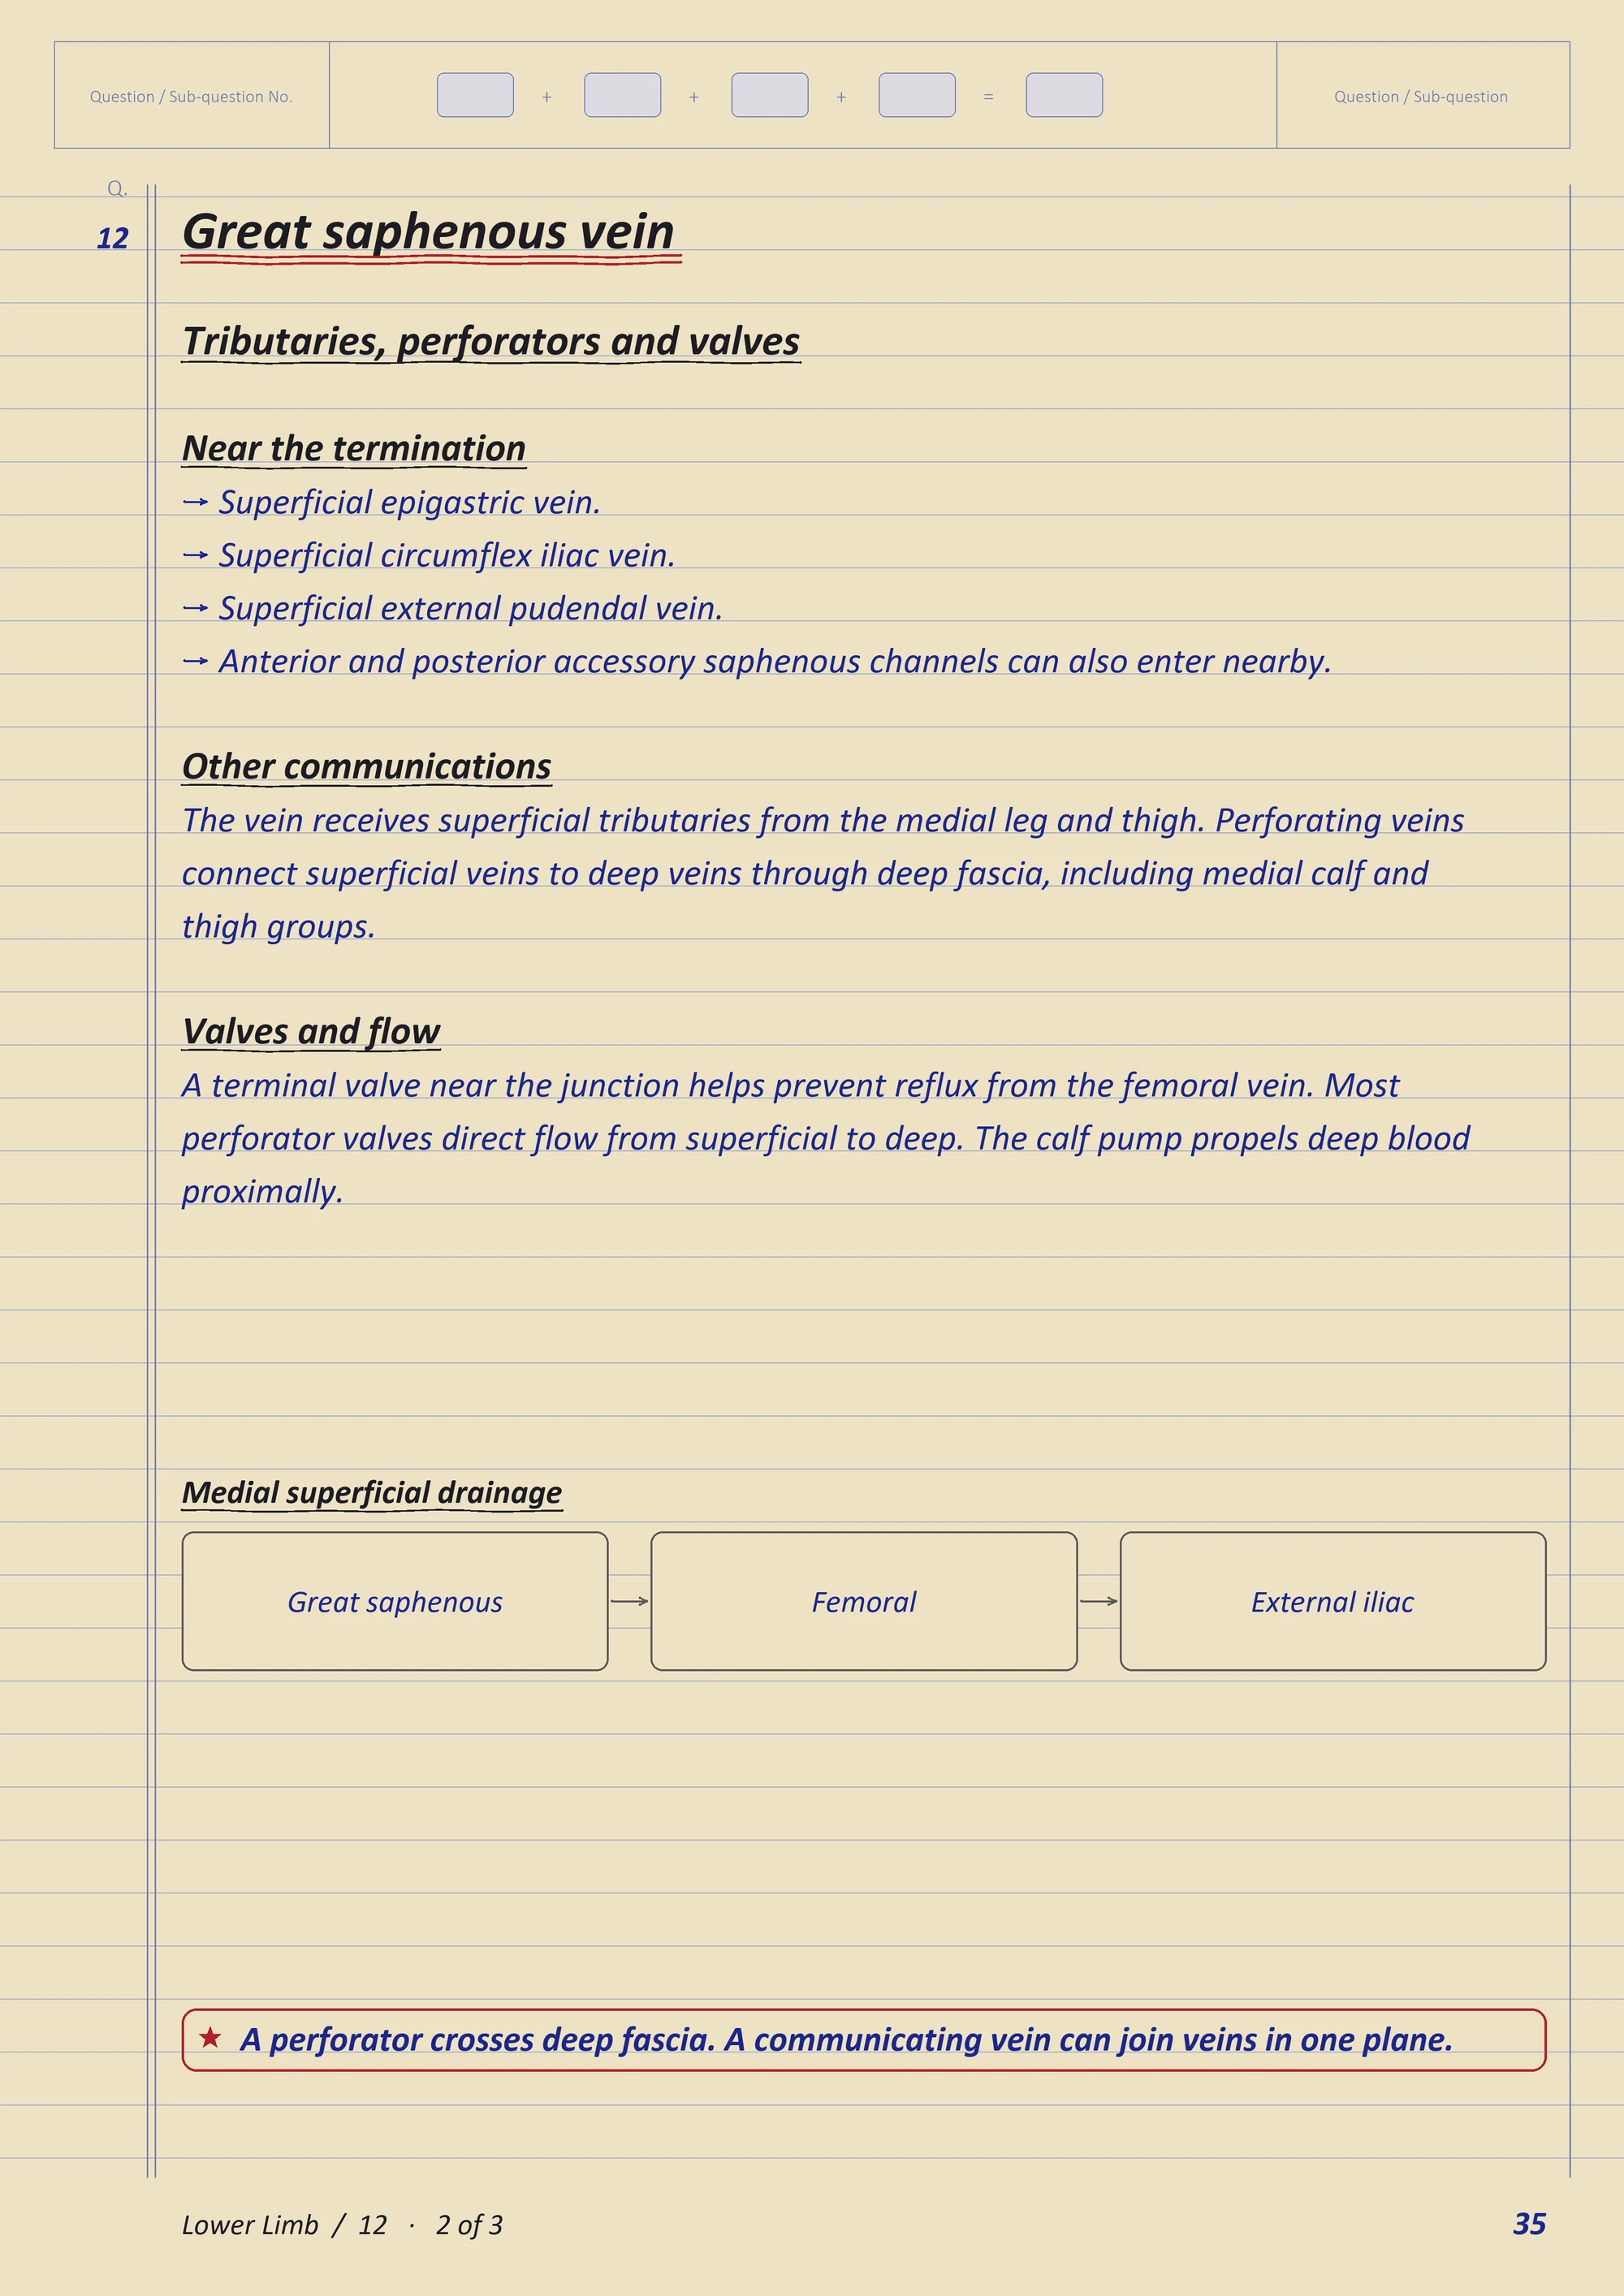 Question / Sub-question No.
+ + + =
Question / Sub-question
Q.
12
Great saphenous vein
Tributaries, perforators and valves
Near the termination
→ Superficial epigastric vein.
→ Superficial circumflex iliac vein.
→ Superficial external pudendal vein.
→ Anterior and posterior accessory saphenous channels can also enter nearby.
Other communications
The vein receives superficial tributaries from the medial leg and thigh. Perforating veins
connect superficial veins to deep veins through deep fascia, including medial calf and
thigh groups.
Valves and flow
A terminal valve near the junction helps prevent reflux from the femoral vein. Most
perforator valves direct flow from superficial to deep. The calf pump propels deep blood
proximally.
Medial superficial drainage
Great saphenous → Femoral → External iliac
★ A perforator crosses deep fascia. A communicating vein can join veins in one plane.
Lower Limb / 12 · 2 of 3
35